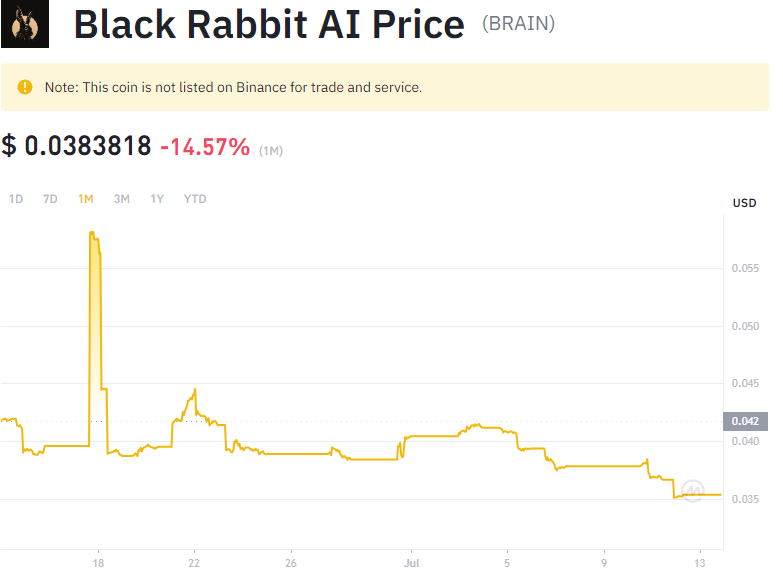 Black Rabbit AI Price (BRAIN)
Note: This coin is not listed on Binance for trade and service.
$ 0.0383818 -14.57% (1M)
1D 7D 1M 3M 1Y YTD
USD
0.055
0.050
0.045
0.042
0.040
0.035
18 22 26 Jul 5 9 13